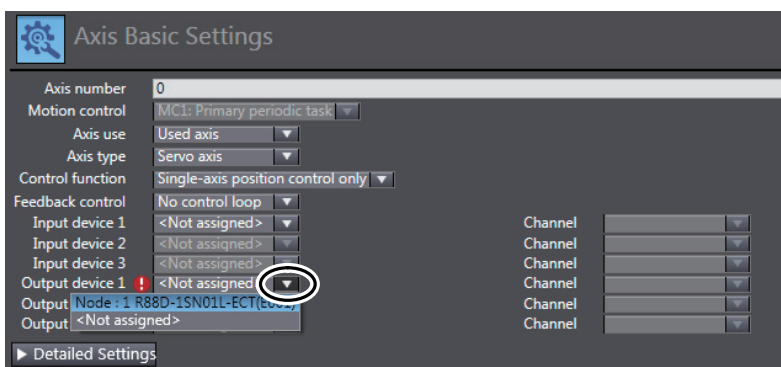 Axis Basic Settings
Axis number 0
Motion control MC1: Primary periodic task
Axis use Used axis
Axis type Servo axis
Control function Single-axis position control only
Feedback control No control loop
Input device 1 <Not assigned> Channel
Input device 2 <Not assigned> Channel
Input device 3 <Not assigned> Channel
Output device 1 <Not assigned> Channel
Output Node : 1 R88D-1SN01L-ECT(E001) Channel
Output <Not assigned> Channel
Detailed Settings